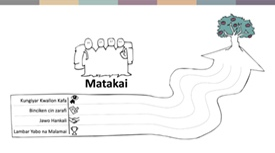 Matakai
Kungiyar Kwallon Kafa
Binciken cin zarafi
Jawo Hankali
Lambar Yabo na Malamai